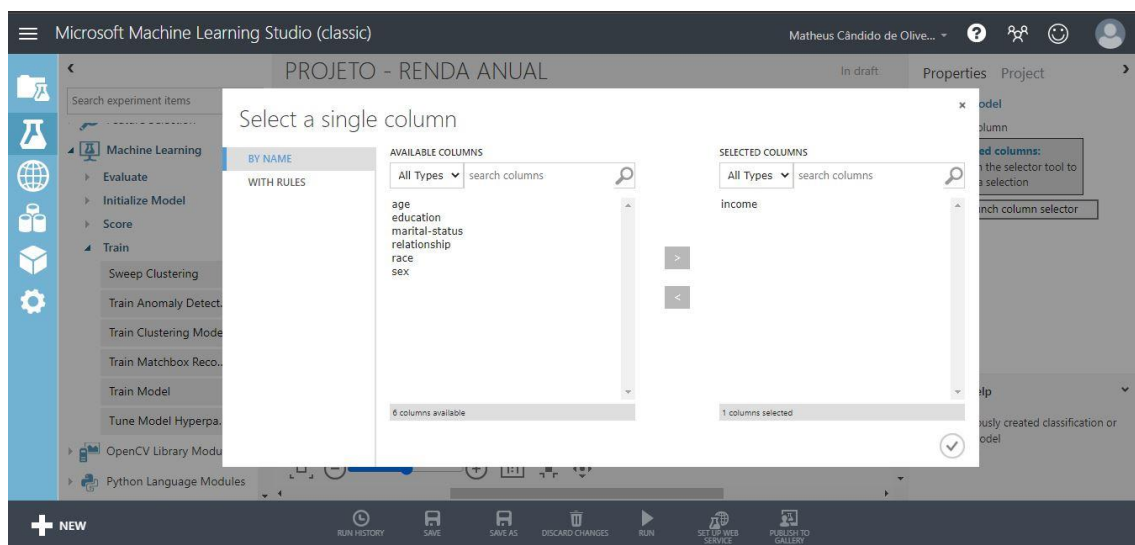 Microsoft Machine Learning Studio (classic)
Matheus Cândido de Olive...
PROJETO - RENDA ANUAL
In draft
Properties Project
Search experiment items
Machine Learning
Evaluate
Initialize Model
Score
Train
Sweep Clustering
Train Anomaly Detect.
Train Clustering Mode
Train Matchbox Reco..
Train Model
Tune Model Hyperpa.
OpenCV Library Modu
Python Language Modules
Select a single column
×
BY NAME
WITH RULES
AVAILABLE COLUMNS
All Types search columns
age
education
marital-status
relationship
race
sex
6 columns available
>
<
SELECTED COLUMNS
All Types search columns
income
1 columns selected
odel
olumn
ed columns:
the selector tool to
a selection
nch column selector
elp
ously created classification or
odel
1:1
NEW
RUN HISTORY
SAVE
SAVE AS
DISCARD CHANGES
RUN
SET UP WEB
SERVICE
PUBLISH TO
GALLERY